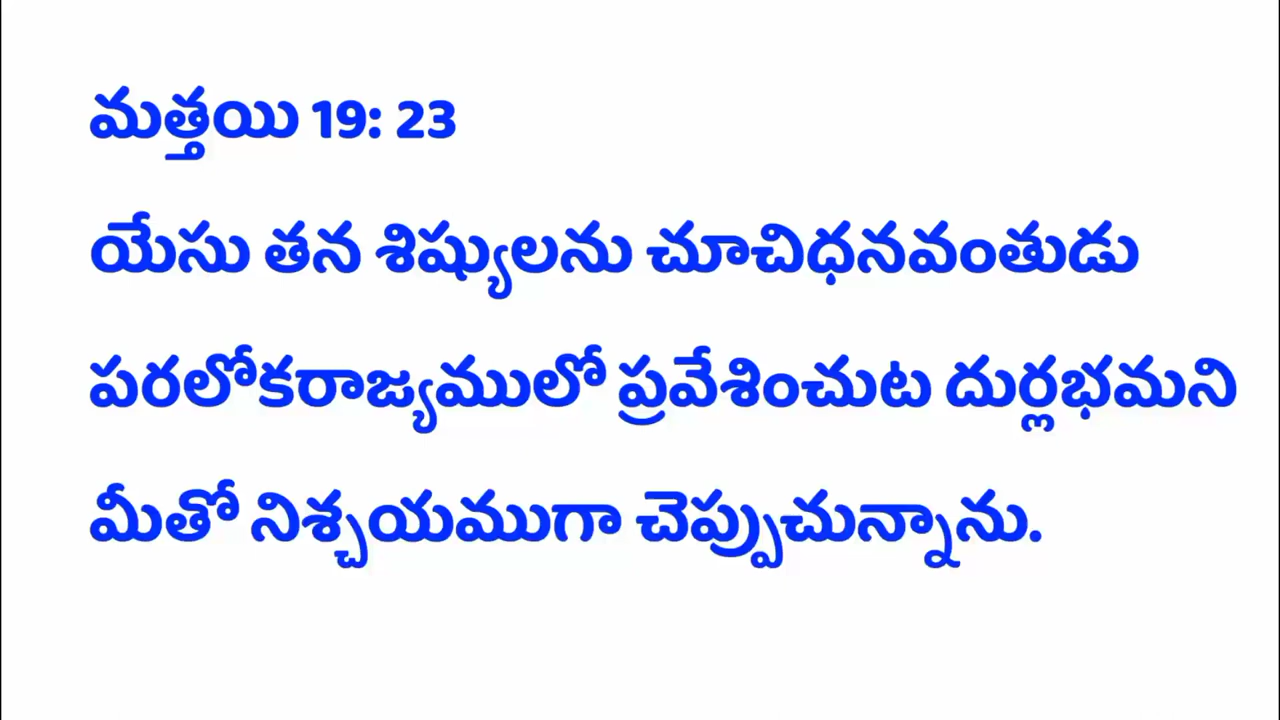 మత్తయి 19: 23
యేసు తన శిష్యులను చూచిధనవంతుడు
పరలోకరాజ్యములో ప్రవేశించుట దుర్లభమని
మీతో నిశ్చయముగా చెప్పుచున్నాను.